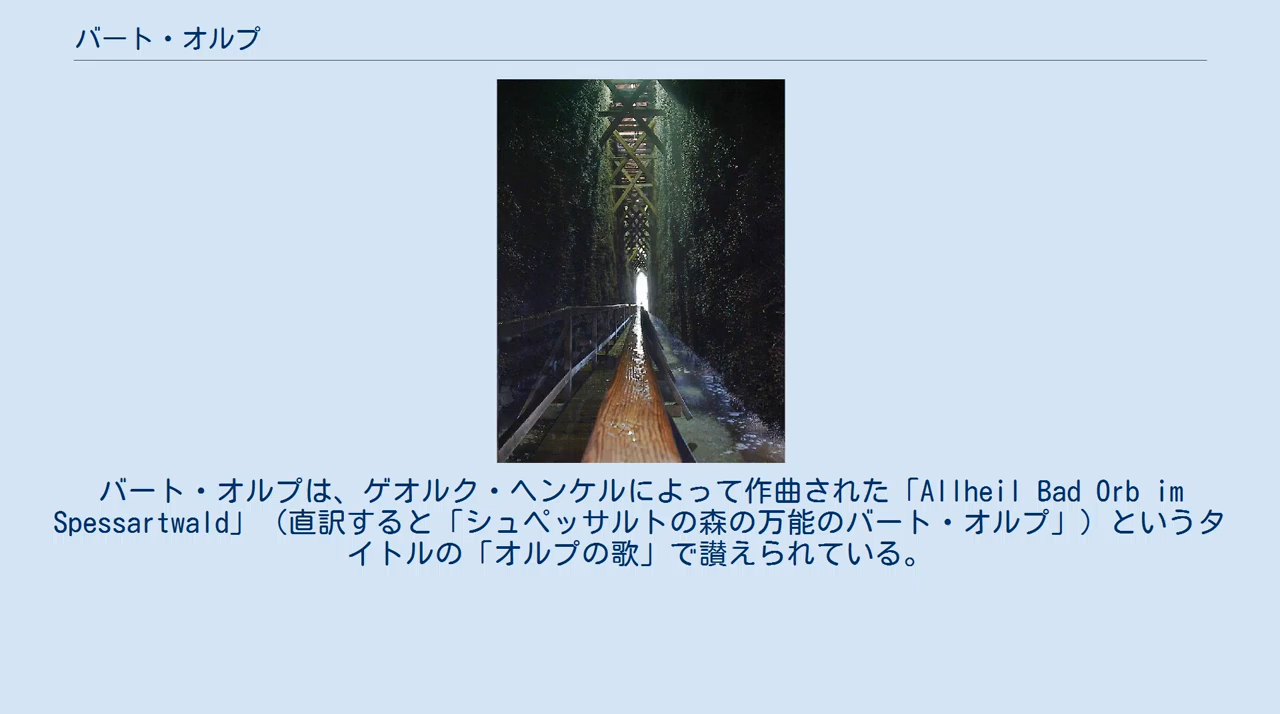 バート・オルプ
バート・オルプは、ゲオルク・ヘンケルによって作曲された「Allheil Bad Orb im
Spessartwald」（直訳すると「シュペッサルトの森の万能のバート・オルプ」）というタ
イトルの「オルプの歌」で讃えられている。